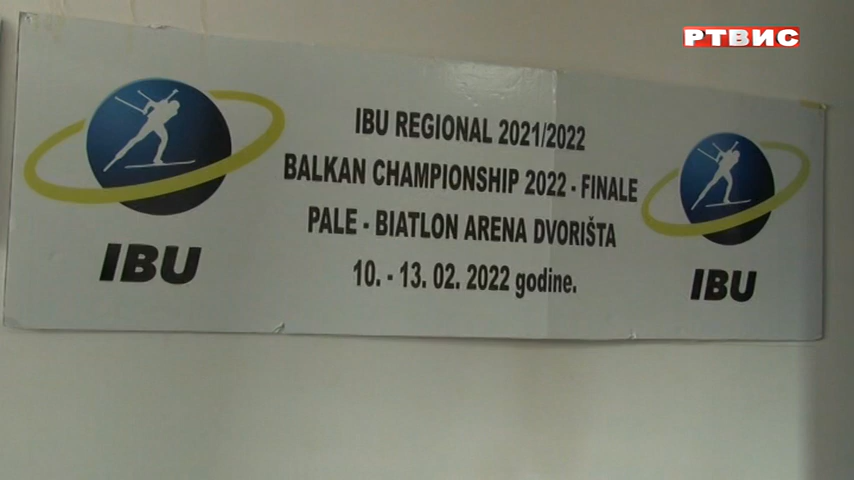 РТВИС
IBU REGIONAL 2021/2022
BALKAN CHAMPIONSHIP 2022 - FINALE
PALE - BIATLON ARENA DVORIŠTA
10. - 13. 02. 2022 godine.
IBU
IBU